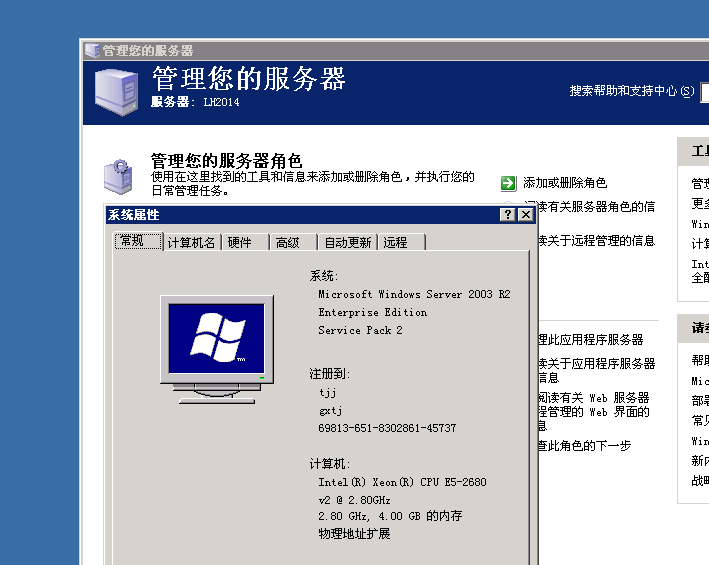 管理您的服务器
管理您的服务器
服务器: LH2014
搜索帮助和支持中心(S)
管理您的服务器角色
使用在这里找到的工具和信息来添加或删除角色，并执行您的
日常管理任务。
添加或删除角色
读有关服务器角色的信
读关于远程管理的信息
系统属性
常规 计算机名 硬件 高级 自动更新 远程
系统:
Microsoft Windows Server 2003 R2
Enterprise Edition
Service Pack 2
注册到:
tjj
gxtj
69813-651-8302861-45737
计算机:
Intel(R) Xeon(R) CPU E5-2680
v2 @ 2.80GHz
2.80 GHz, 4.00 GB 的内存
物理地址扩展
理此应用程序服务器
读关于应用程序服务器
信息
阅读有关 Web 服务器
程管理的 Web 界面的
息
查此角色的下一步
工具
管理
更多
Win
计算
Int
全配
请参
帮助
Mic
部署
常见
Win
新内
战略